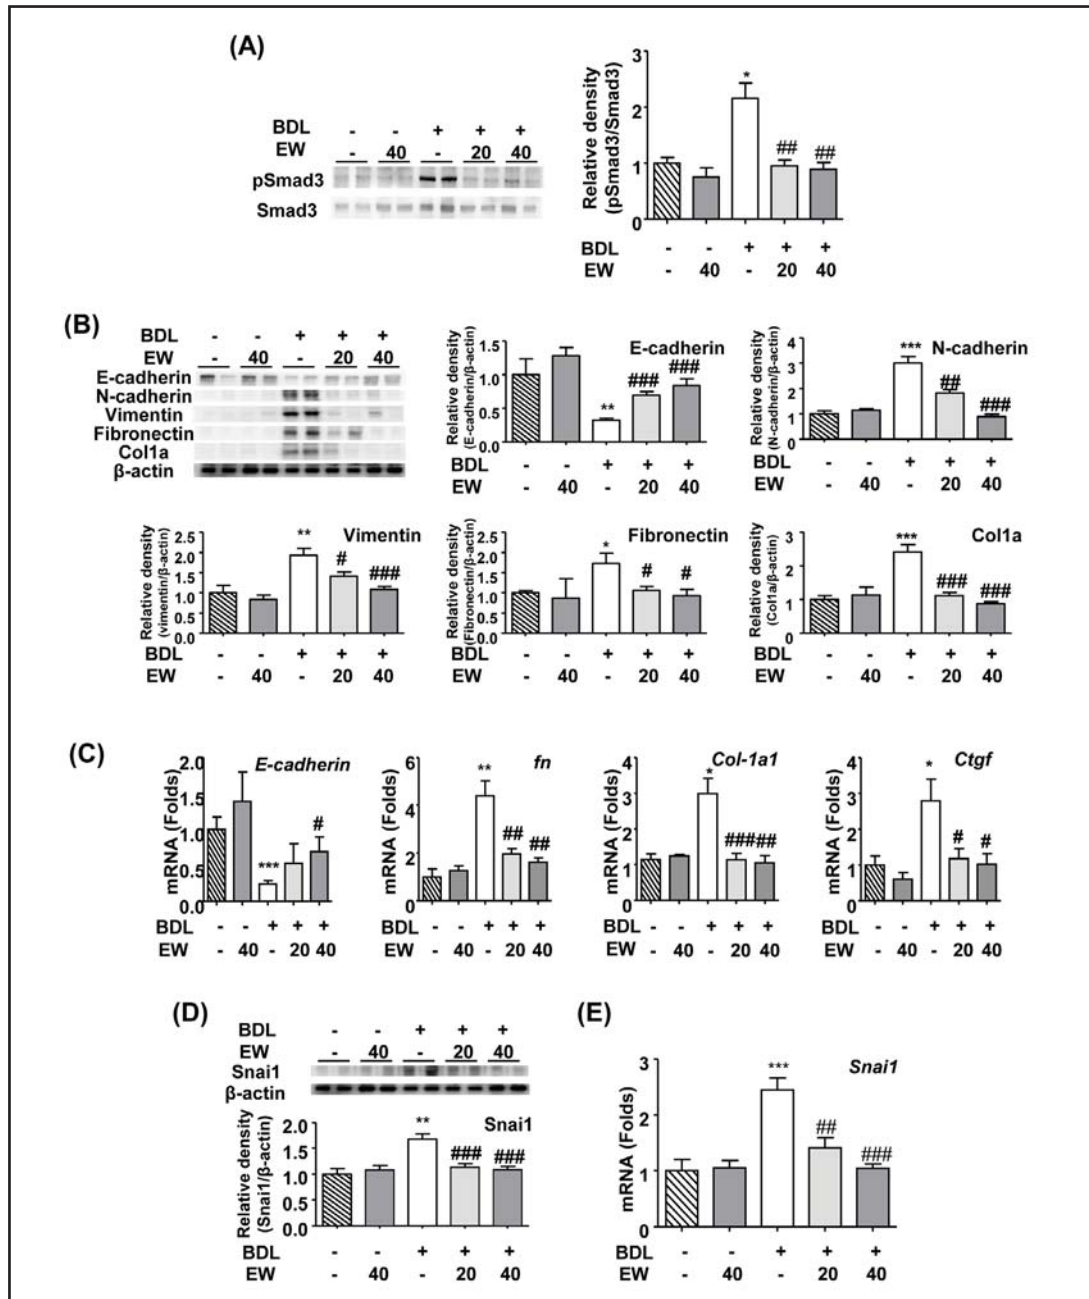 (A)
BDL - - + + +
EW - 40 - 20 40
pSmad3
Smad3
Relative density
(pSmad3/Smad3)
3
2
1
0
*
##
##
BDL - - + + +
EW - 40 - 20 40
(B)
BDL - - + + +
EW - 40 - 20 40
E-cadherin
N-cadherin
Vimentin
Fibronectin
Col1a
β-actin
Relative density
(E-cadherin/β-actin)
1.5
1.0
0.5
0.0
E-cadherin
**
###
###
BDL - - + + +
EW - 40 - 20 40
Relative density
(N-cadherin/β-actin)
4
3
2
1
0
N-cadherin
***
##
###
BDL - - + + +
EW - 40 - 20 40
Relative density
(vimentin/β-actin)
2.5
2.0
1.5
1.0
0.5
0.0
Vimentin
**
#
###
BDL - - + + +
EW - 40 - 20 40
Relative density
(Fibronectin/β-actin)
2.5
2.0
1.5
1.0
0.5
0.0
Fibronectin
*
#
#
BDL - - + + +
EW - 40 - 20 40
Relative density
(Col1a/β-actin)
3
2
1
0
Col1a
***
###
###
BDL - - + + +
EW - 40 - 20 40
(C)
mRNA (Folds)
2.0
1.5
1.0
0.5
0.0
E-cadherin
***
#
BDL - - + + +
EW - 40 - 20 40
mRNA (Folds)
6
4
2
0
fn
**
##
##
BDL - - + + +
EW - 40 - 20 40
mRNA (Folds)
4
3
2
1
0
Col-1a1
*
###
##
BDL - - + + +
EW - 40 - 20 40
mRNA (Folds)
4
3
2
1
0
Ctgf
*
#
#
BDL - - + + +
EW - 40 - 20 40
(D)
BDL - - + + +
EW - 40 - 20 40
Snai1
β-actin
Relative density
(Snai1/β-actin)
2.0
1.5
1.0
0.5
0.0
Snai1
**
###
###
BDL - - + + +
EW - 40 - 20 40
(E)
mRNA (Folds)
3
2
1
0
Snai1
***
##
###
BDL - - + + +
EW - 40 - 20 40